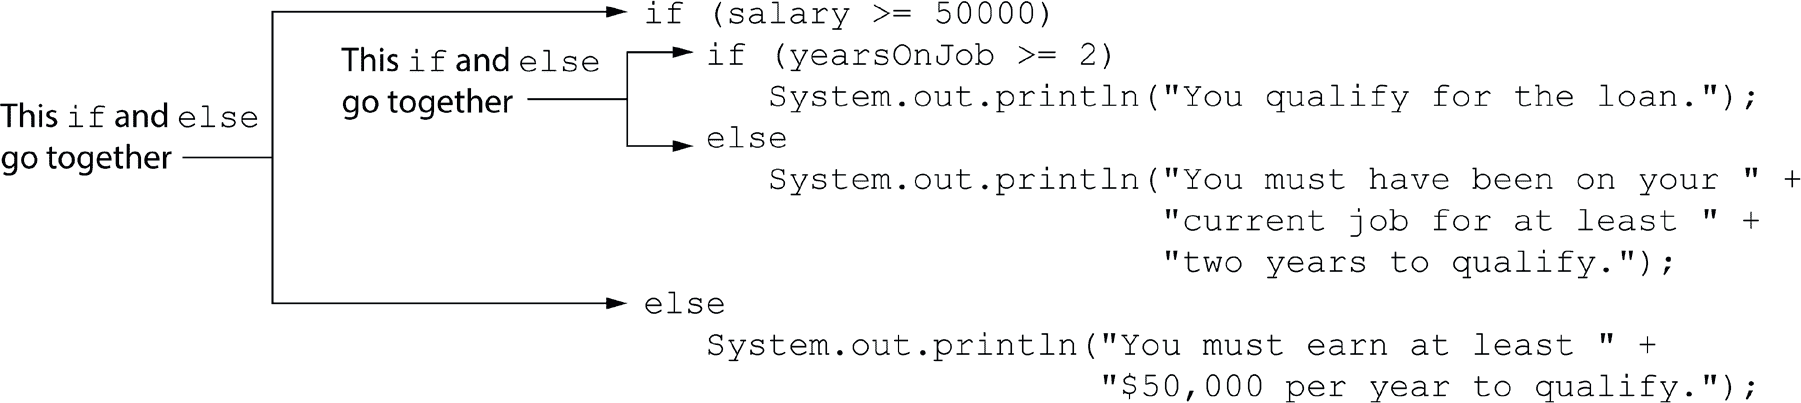 if (salary >= 50000)
This if and else
go together
if (yearsOnJob >= 2)
System.out.println("You qualify for the loan.");
This if and else
go together
else
System.out.println("You must have been on your " +
"current job for at least " +
"two years to qualify.");
else
System.out.println("You must earn at least " +
"$50,000 per year to qualify.");